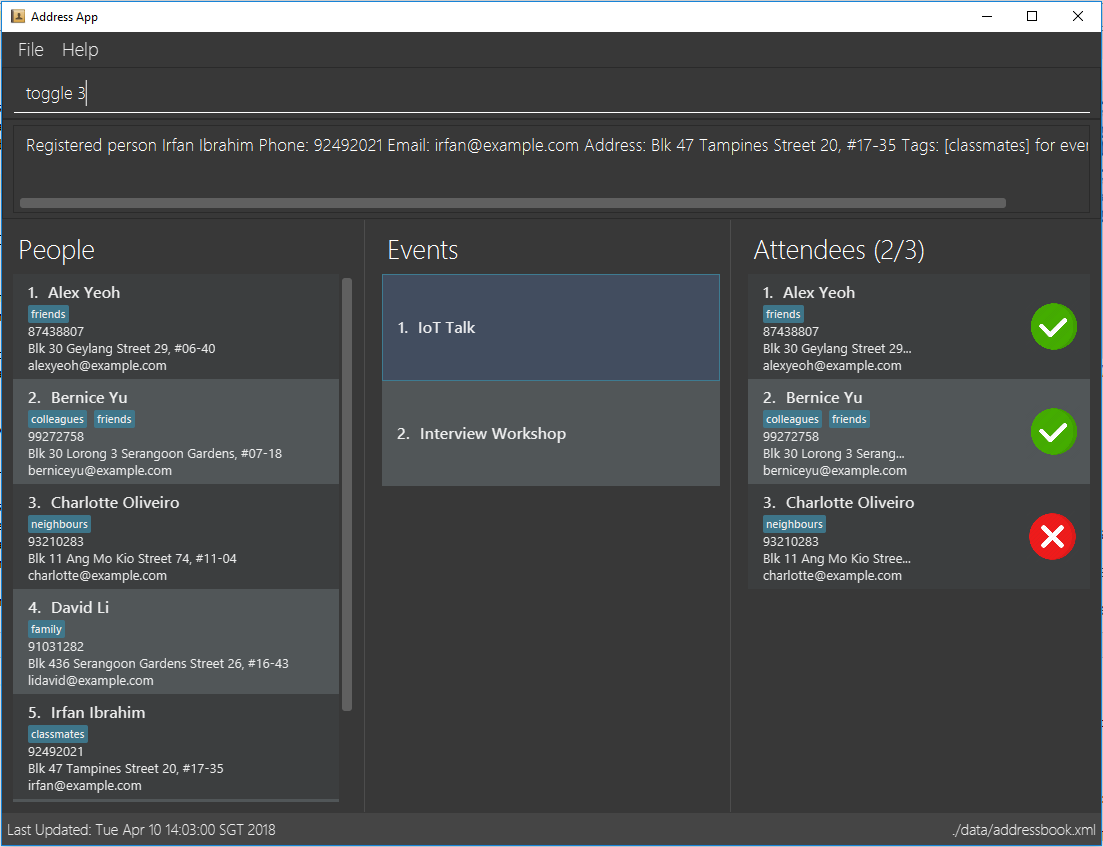 Address App
File Help
toggle 3
Registered person Irfan Ibrahim Phone: 92492021 Email: irfan@example.com Address: Blk 47 Tampines Street 20, #17-35 Tags: [classmates] for
People
1. Alex Yeoh
friends
87438807
Blk 30 Geylang Street 29, #06-40
alexyeoh@example.com
2. Bernice Yu
colleagues friends
99272758
Blk 30 Lorong 3 Serangoon Gardens, #07-18
berniceyu@example.com
3. Charlotte Oliveiro
neighbours
93210283
Blk 11 Ang Mo Kio Street 74, #11-04
charlotte@example.com
4. David Li
family
91031282
Blk 436 Serangoon Gardens Street 26, #16-43
lidavid@example.com
5. Irfan Ibrahim
classmates
92492021
Blk 47 Tampines Street 20, #17-35
irfan@example.com
Events
1. IoT Talk
2. Interview Workshop
Attendees (2/3)
1. Alex Yeoh
friends
87438807
Blk 30 Geylang Street 29...
alexyeoh@example.com
2. Bernice Yu
colleagues friends
99272758
Blk 30 Lorong 3 Serang...
berniceyu@example.com
3. Charlotte Oliveiro
neighbours
93210283
Blk 11 Ang Mo Kio Stree...
charlotte@example.com
Last Updated: Tue Apr 10 14:03:00 SGT 2018
./data/addressbook.xml